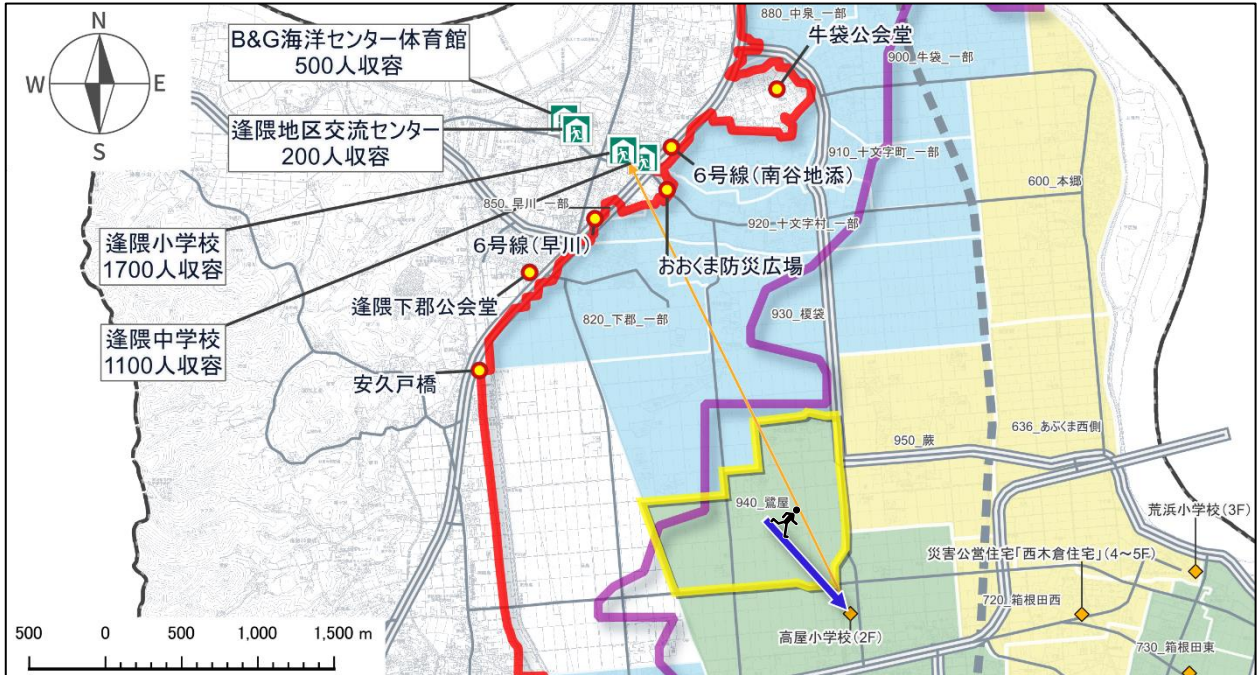 N
W
E
S
B&G海洋センター体育館
500人収容
逢隈地区交流センター
200人収容
逢隈小学校
1700人収容
逢隈中学校
1100人収容
880_中泉_一部
牛袋公会堂
900_牛袋_一部
910_十文字町_一部
600_本郷
6号線(南谷地添)
850_早川_一部
920_十文字村_一部
6号線(早川)
おおくま防災広場
逢隈下郡公会堂
820_下郡_一部
930_榎袋
安久戸橋
950_蕨
636_あぶくま西側
940_鷺屋
荒浜小学校(3F)
災害公営住宅「西木倉住宅」(4~5F)
720_箱根田西
高屋小学校(2F)
730_箱根田東
500 0 500 1,000 1,500 m